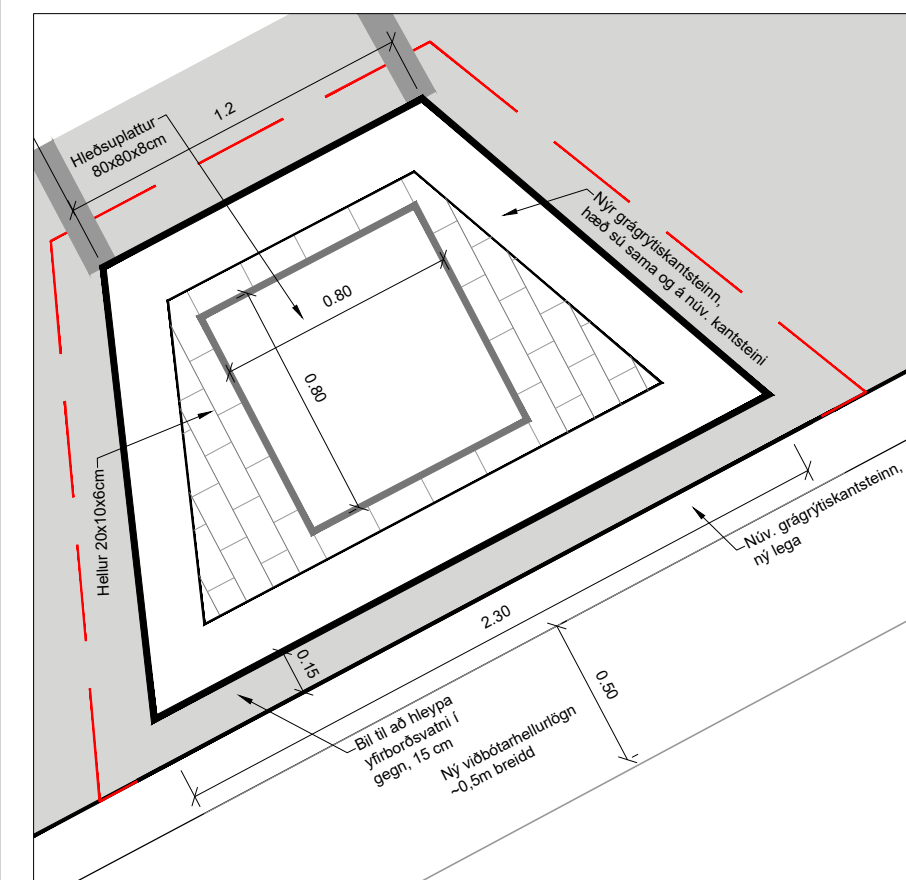 1.2
Hleðsuplattur
80x80x8cm
Nýr grágrýtiskantsteinn,
hæð sú sama og á núv. kantsteini
0.80
0.80
Hellur 20x10x6cm
Núv. grágrýtiskantsteinn,
ný lega
2.30
0.15
0.50
Bil til að hleypa
yfirborðsvatni í
gegn, 15 cm
Ný viðbótarhellurlögn
~0,5m breidd